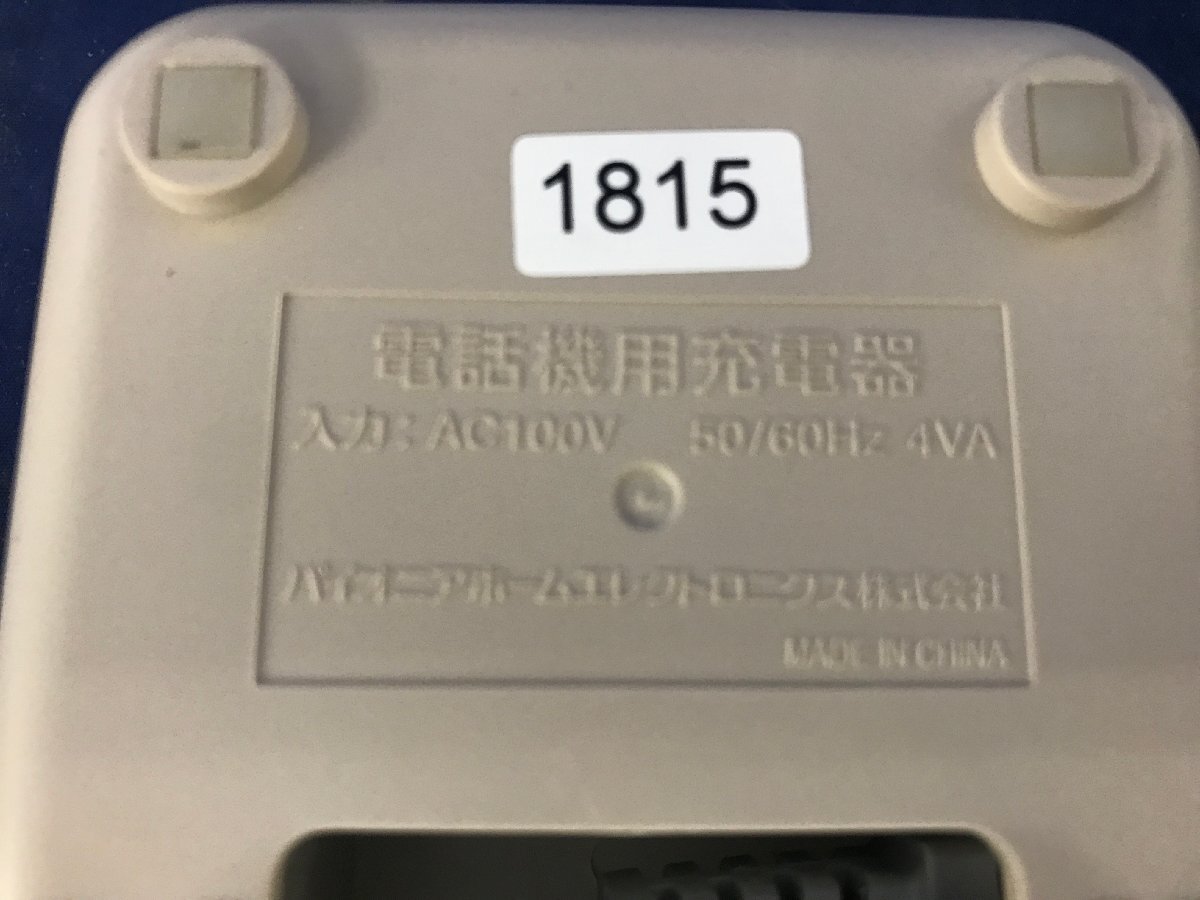 1815
電話機用充電器
入力：AC100V 50/60Hz 4VA
パイオニアホームエレクトロニクス株式会社
MADE IN CHINA